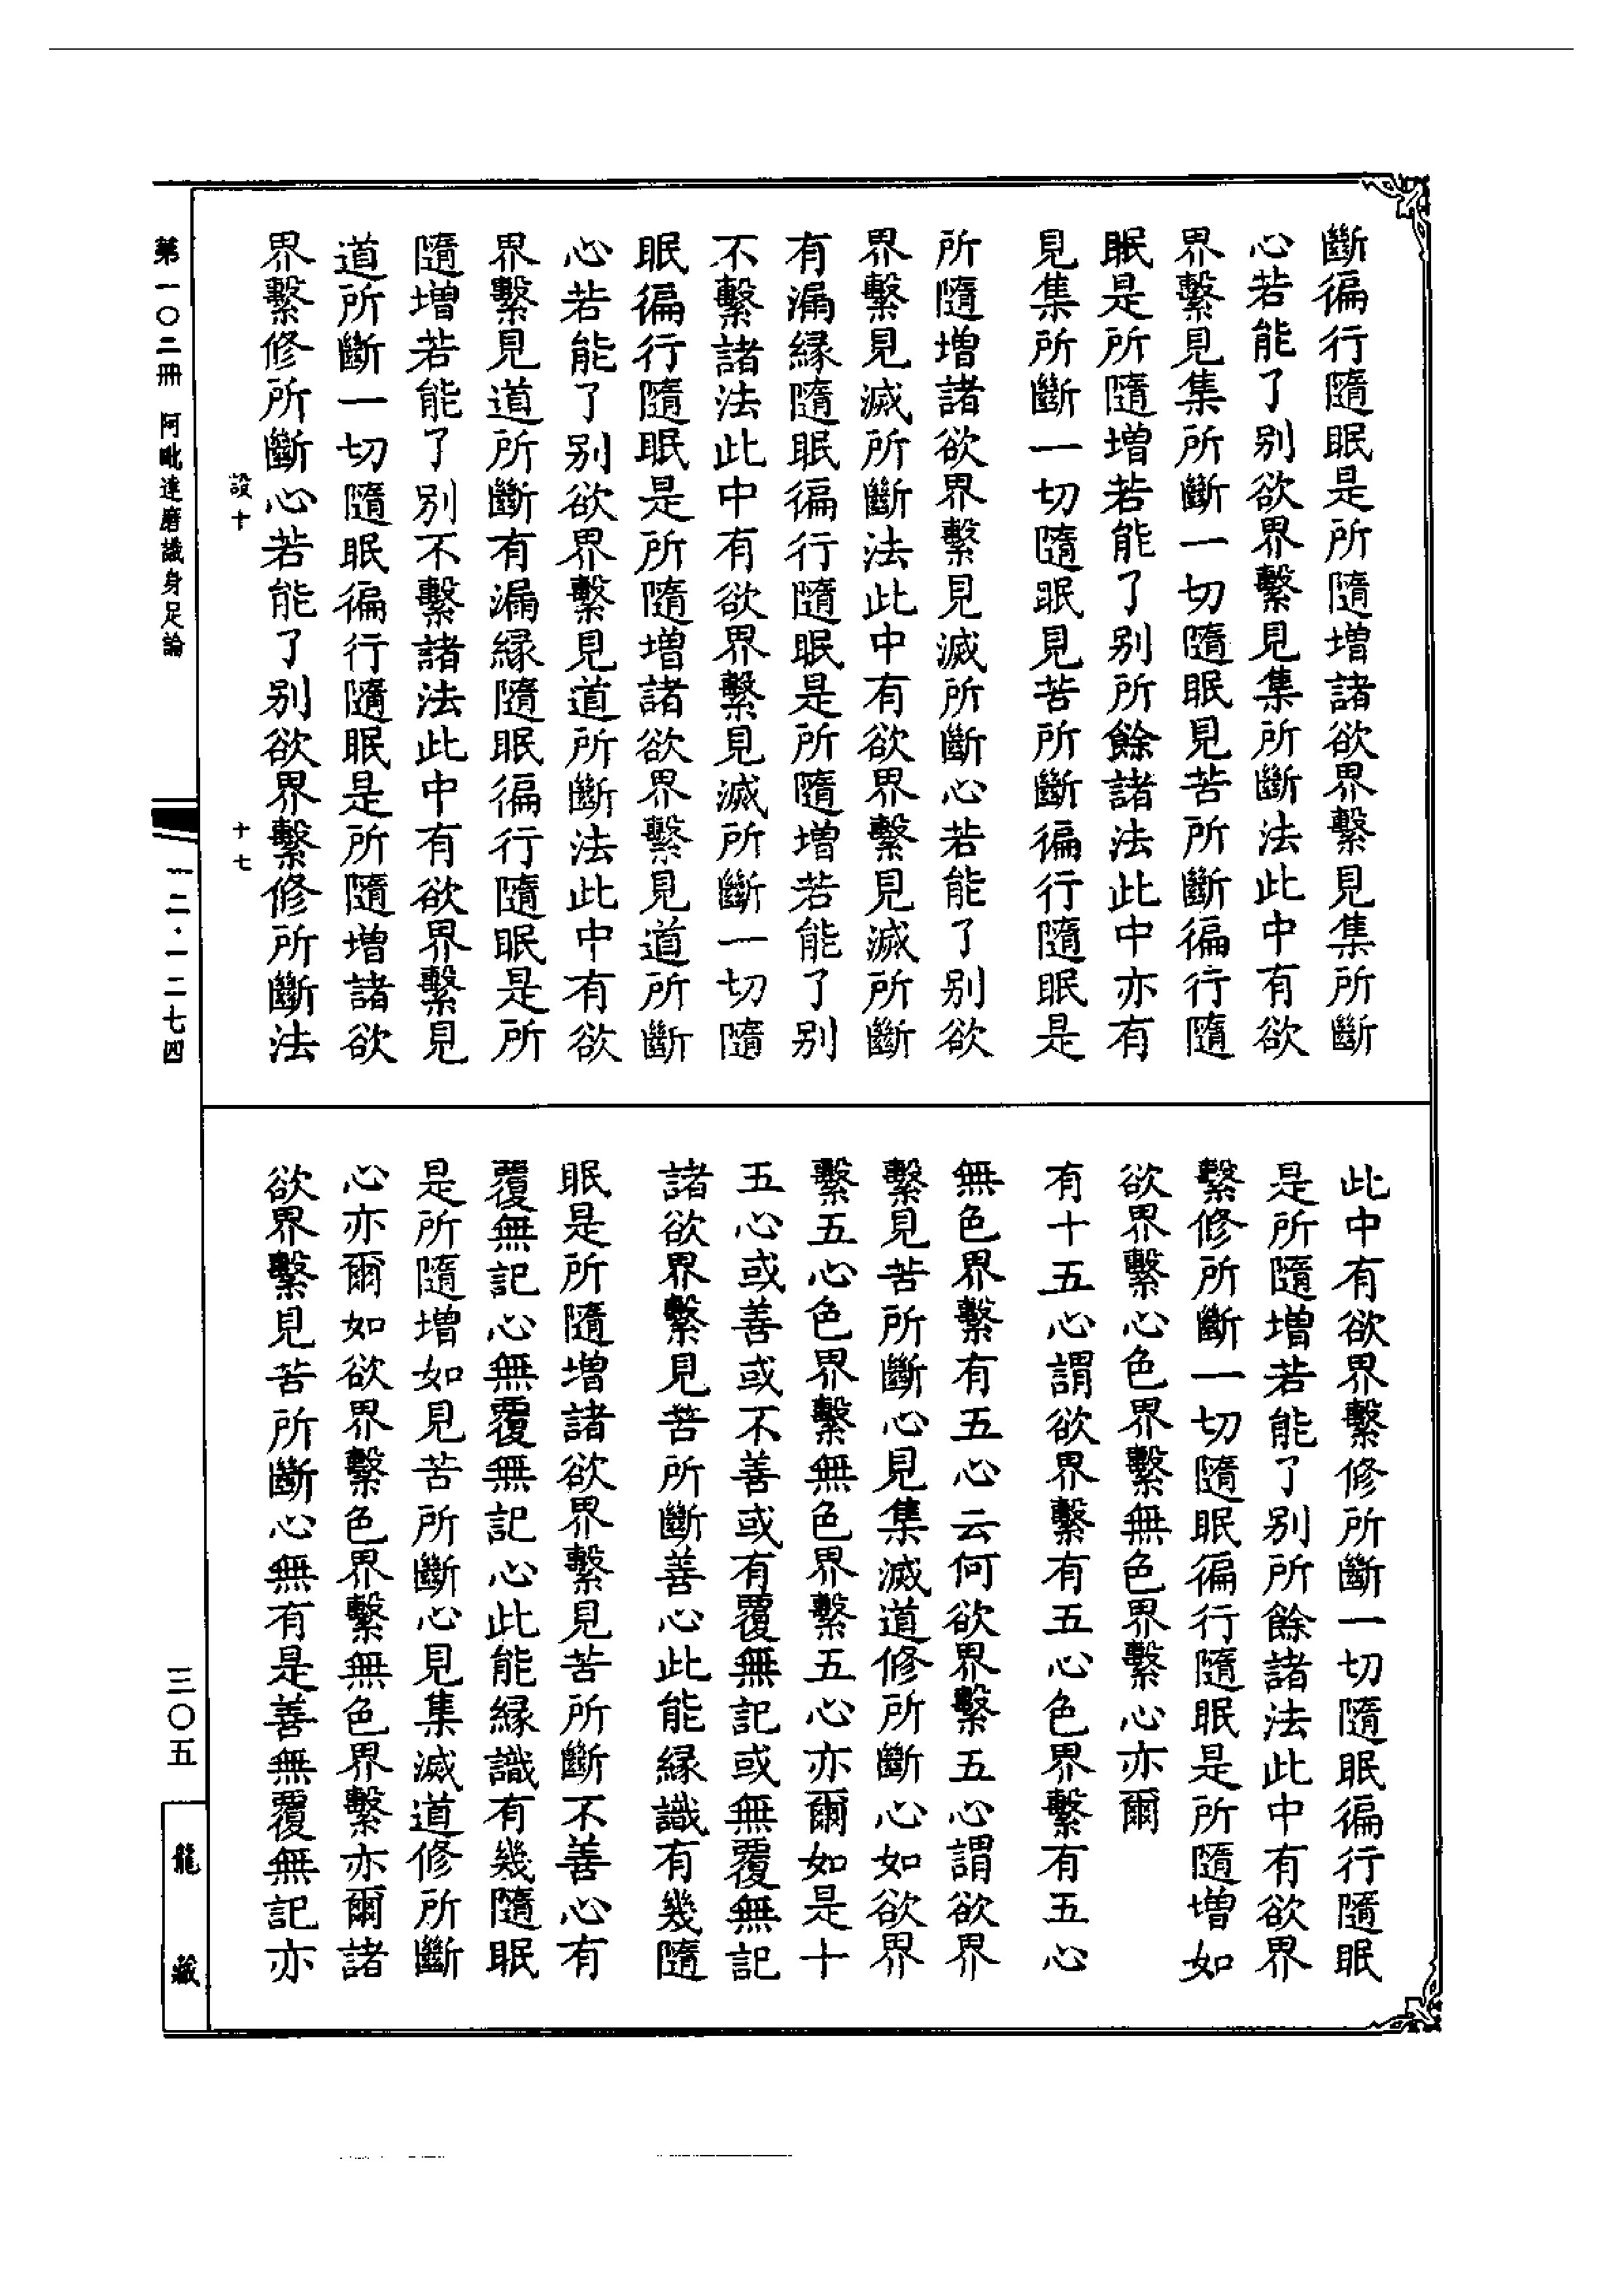 斷徧行隨眠是所隨增諸欲界繫見集所斷
心若能了别欲界繫見集所斷法此中有欲
界繫見集所斷一切隨眠見苦所斷徧行隨
眠是所隨增若能了别所餘諸法此中亦有
見集所斷一切隨眠見苦所斷徧行隨眠是
所隨增諸欲界繫見滅所斷心若能了别欲
界繫見滅所斷法此中有欲界繫見滅所斷
有漏緣隨眠徧行隨眠是所隨增若能了别
不繫諸法此中有欲界繫見滅所斷一切隨
眠徧行隨眠是所隨增諸欲界繫見道所斷
心若能了别欲界繫見道所斷法此中有欲
界繫見道所斷有漏緣隨眠徧行隨眠是所
隨增若能了别不繫諸法此中有欲界繫見
道所斷一切隨眠徧行隨眠是所隨增諸欲
界繫修所斷心若能了别欲界繫修所斷法
設十
十七
此中有欲界繫修所斷一切隨眠徧行隨眠
是所隨增若能了别所餘諸法此中有欲界
繫修所斷一切隨眠徧行隨眠是所隨增如
欲界繫心色界繫無色界繫心亦爾
有十五心謂欲界繫有五心色界繫有五心
無色界繫有五心云何欲界繫五心謂欲界
繫見苦所斷心見集滅道修所斷心如欲界
繫五心色界繫無色界繫五心亦爾如是十
五心或善或不善或有覆無記或無覆無記
諸欲界繫見苦所斷善心此能緣識有幾隨
眠是所隨增諸欲界繫見苦所斷不善心有
覆無記心無覆無記心此能緣識有幾隨眠
是所隨增如見苦所斷心見集滅道修所斷
心亦爾如欲界繫色界繫無色界繫亦爾諸
欲界繫見苦所斷心無有是善無覆無記亦
第一〇二冊 阿毗達磨識身足論
一二·一二七四
三〇五
龍藏